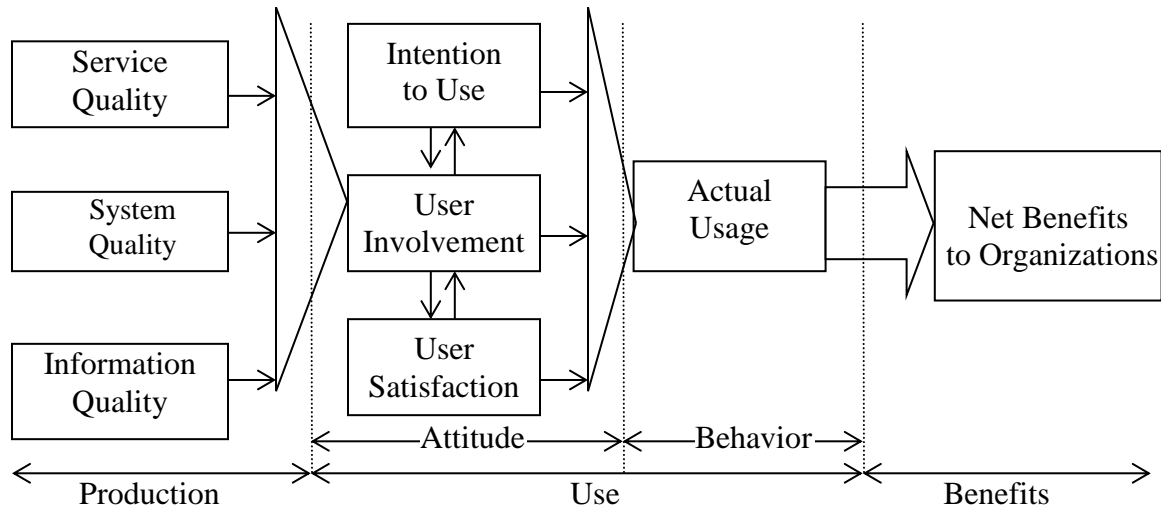 Service
Quality
System
Quality
Information
Quality
Intention
to Use
User
Involvement
User
Satisfaction
Actual
Usage
Net Benefits
to Organizations
Attitude
Behavior
Production
Use
Benefits